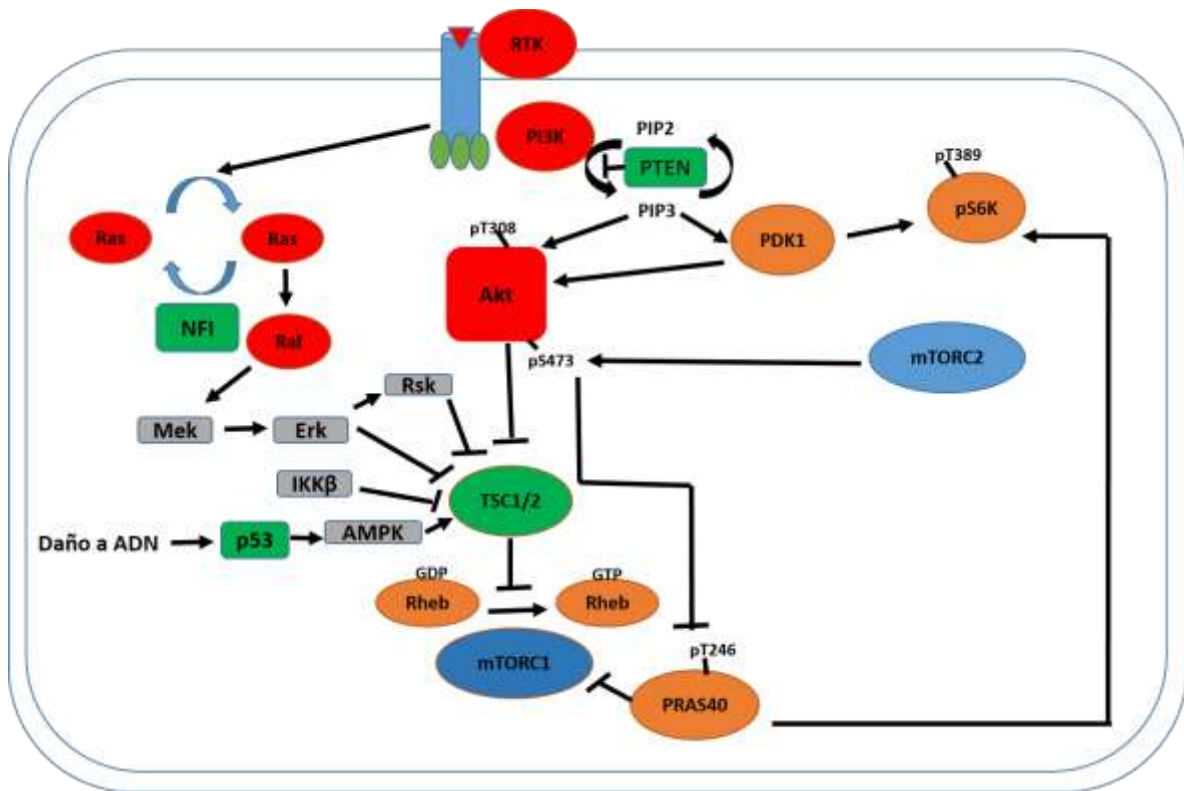 RTK
PI3K
PIP2
PTEN
PIP3
pT389
pS6K
PDK1
pT308
Akt
pS473
mTORC2
Ras
Ras
NFI
Raf
Rsk
Mek
Erk
IKKβ
TSC1/2
Daño a ADN
p53
AMPK
GDP
Rheb
GTP
Rheb
mTORC1
pT246
PRAS40